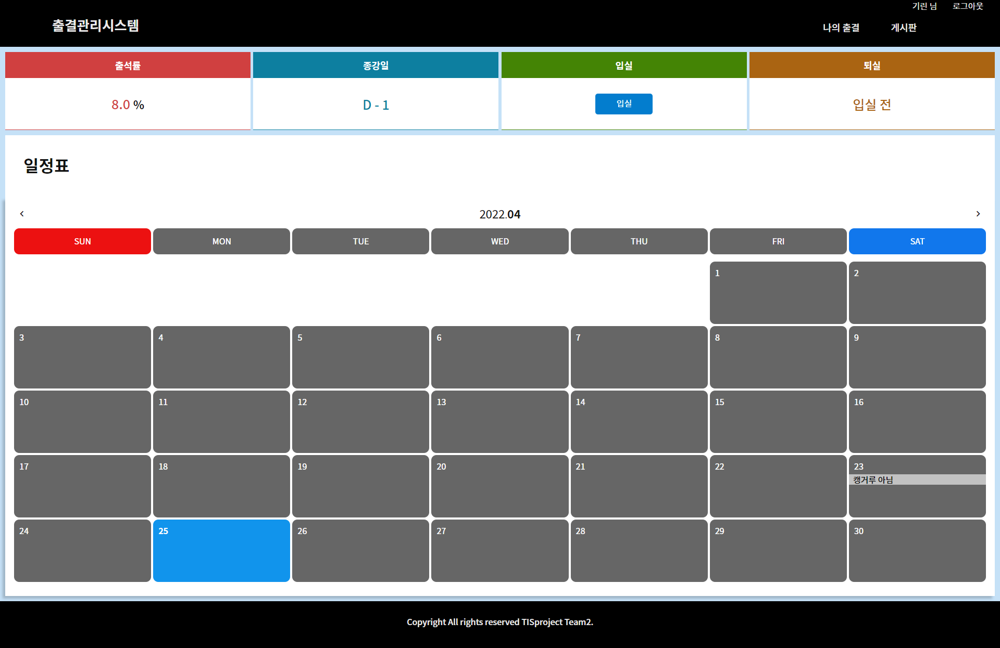 기린 님 로그아웃
출결관리시스템
나의 출결 게시판
출석률 종강일 입실 퇴실
8.0 % D - 1 입실 입실 전
일정표
2022.04
SUN MON TUE WED THU FRI SAT
1 2
3 4 5 6 7 8 9
10 11 12 13 14 15 16
17 18 19 20 21 22 23
캥거루 아님
24 25 26 27 28 29 30
Copyright All rights reserved TISproject Team2.